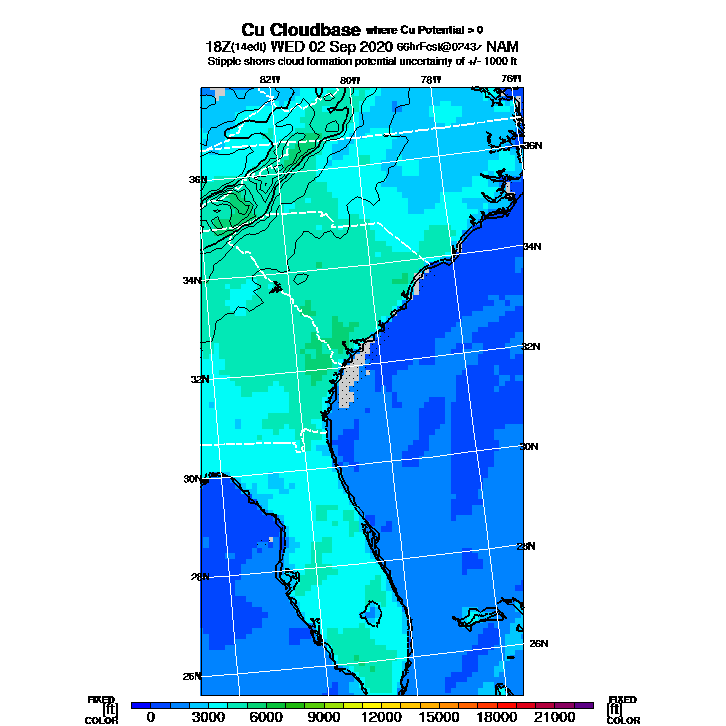 Cu Cloudbase where Cu Potential > 0
18Z(14edt) WED 02 Sep 2020 66hrFcst@0243z NAM
Stipple shows cloud formation potential uncertainty of +/- 1000 ft
82W 80W 78W 76W
36N 36N
34N 34N
32N 32N
30N 30N
28N 28N
26N 26N
FIXED FIXED
[ft] [ft]
COLOR COLOR
0 3000 6000 9000 12000 15000 18000 21000